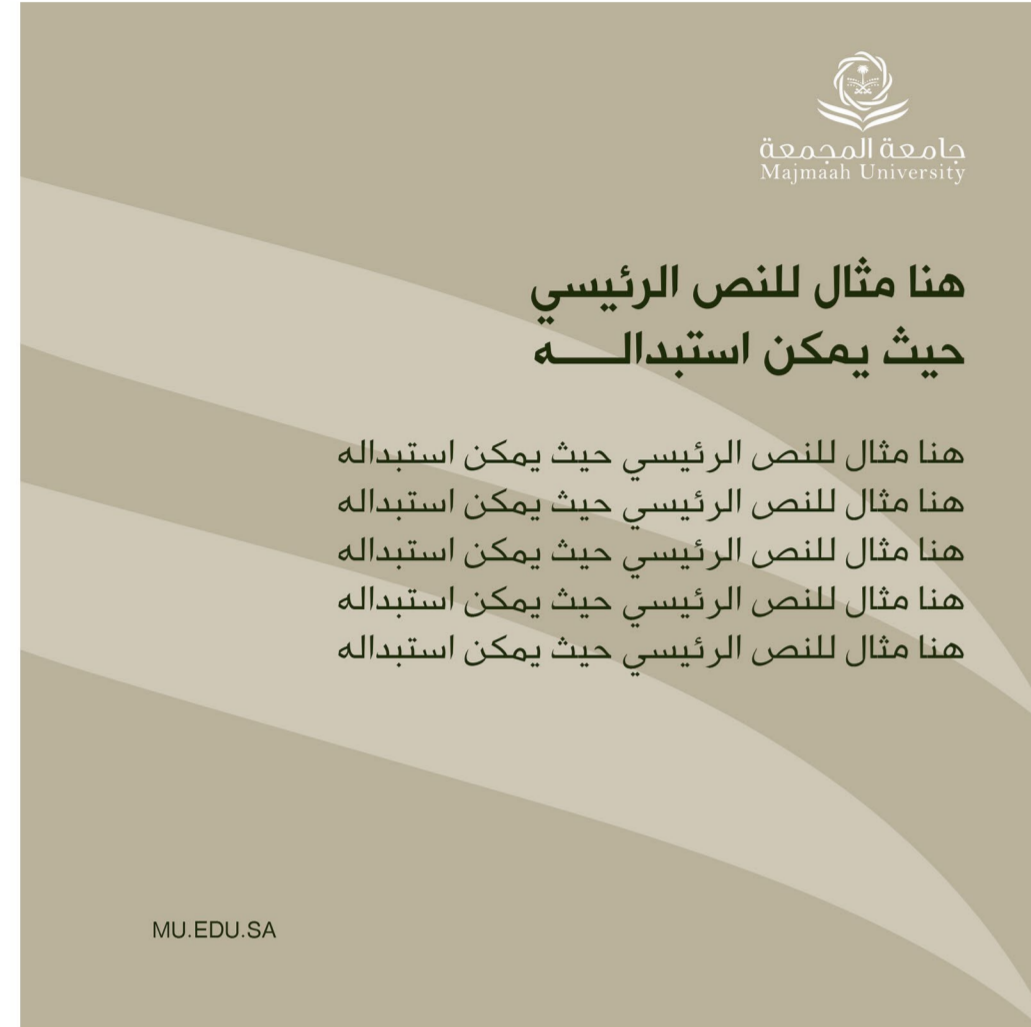 جامعة المجمعة
Majmaah University
هنا مثال للنص الرئيسي
حيث يمكن استبدالـــــه
هنا مثال للنص الرئيسي حيث يمكن استبداله
هنا مثال للنص الرئيسي حيث يمكن استبداله
هنا مثال للنص الرئيسي حيث يمكن استبداله
هنا مثال للنص الرئيسي حيث يمكن استبداله
هنا مثال للنص الرئيسي حيث يمكن استبداله
MU.EDU.SA